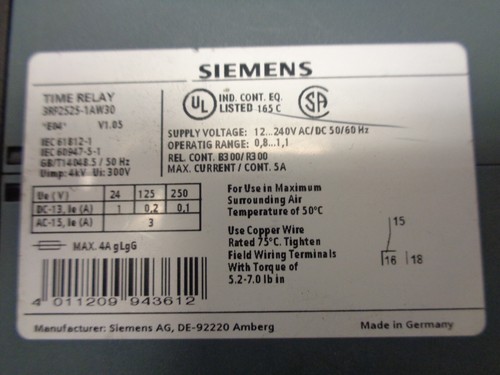 SIEMENS
TIME RELAY
3RP2525-1AW30
"E04" V1.05
IEC 61812-1
IEC 60947-5-1
GB/T14048.5 / 50 Hz
Uimp: 4kV Ui: 300V
UL IND. CONT. EQ.
LISTED 165 C
SA
SUPPLY VOLTAGE: 12...240V AC/DC 50/60 Hz
OPERATIG RANGE: 0,8...1,1
REL. CONT. B300/R300
MAX. CURRENT / CONT. 5A
Ue (V) 24 125 250
DC-13, Ie (A) 1 0,2 0,1
AC-15, Ie (A) 3
MAX. 4A gLgG
4 011209 943612
For Use in Maximum
Surrounding Air
Temperature of 50°C
Use Copper Wire
Rated 75°C. Tighten
Field Wiring Terminals
With Torque of
5.2-7.0 lb in
15
16 18
Manufacturer: Siemens AG, DE-92220 Amberg
Made in Germany